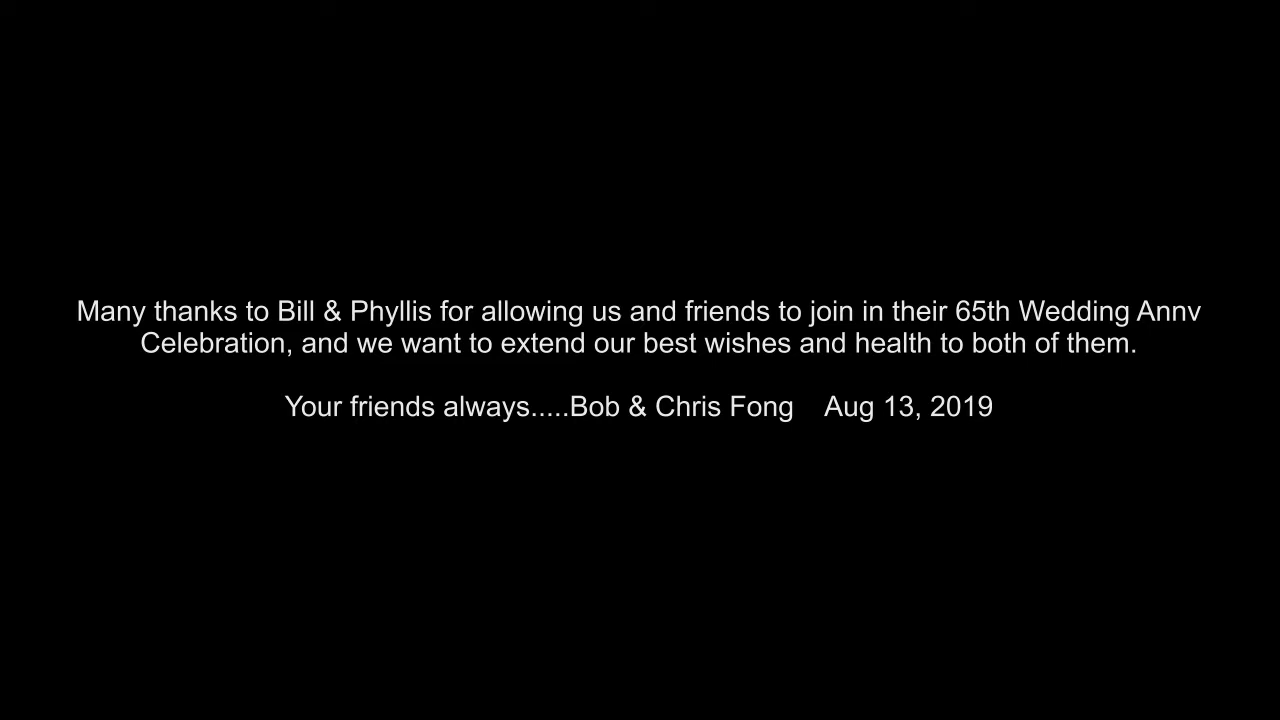 Many thanks to Bill & Phyllis for allowing us and friends to join in their 65th Wedding Annv
Celebration, and we want to extend our best wishes and health to both of them.
Your friends always.....Bob & Chris Fong    Aug 13, 2019